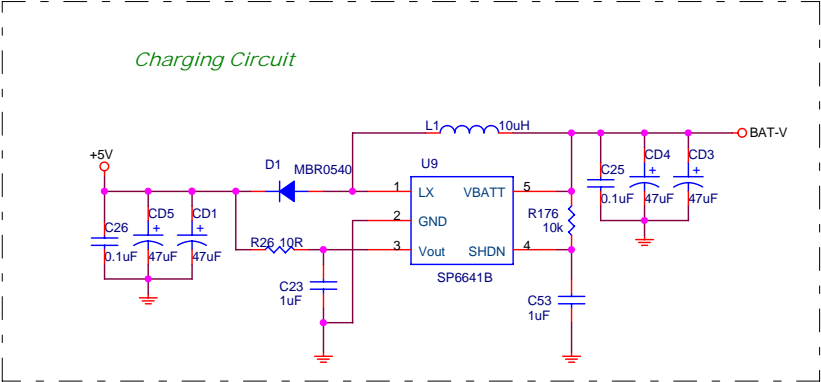 Charging Circuit
L1 10uH
BAT-V
+5V
D1 MBR0540
U9
C25
0.1uF
CD4
47uF
CD3
47uF
1 LX
VBATT 5
2 GND
3 Vout
SHDN 4
SP6641B
R176
10k
C26
0.1uF
CD5
47uF
CD1
47uF
R26 10R
C23
1uF
C53
1uF